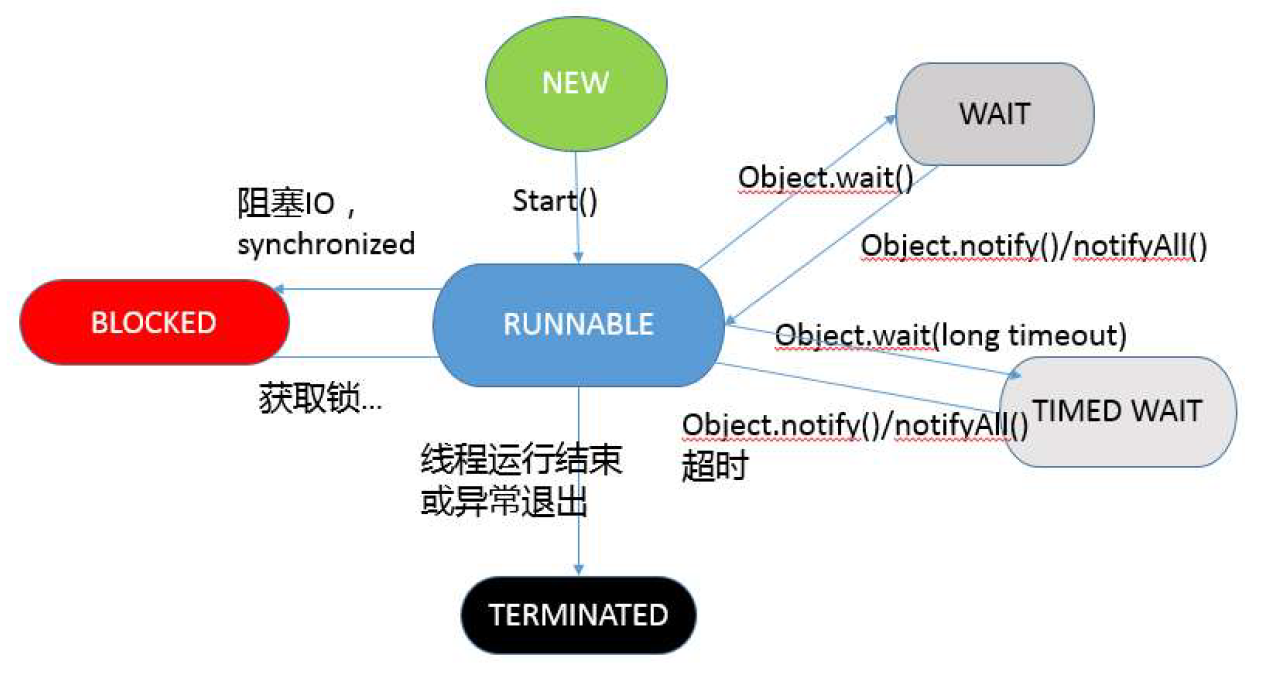 NEW
WAIT
Object.wait()
阻塞IO，
synchronized
Start()
Object.notify()/notifyAll()
BLOCKED
RUNNABLE
Object.wait(long timeout)
获取锁...
TIMED WAIT
Object.notify()/notifyAll()
超时
线程运行结束
或异常退出
TERMINATED